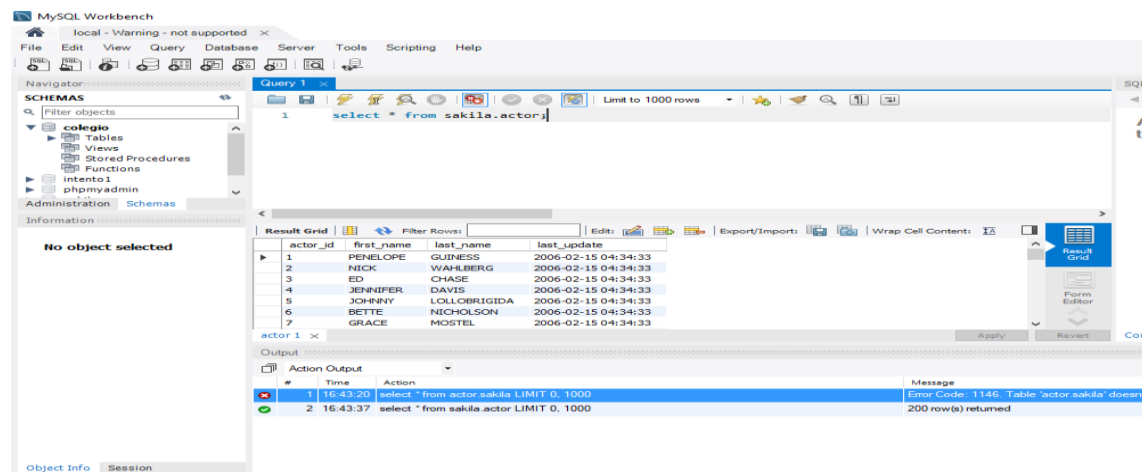 MySQL Workbench
local - Warning - not supported
File Edit View Query Database Server Tools Scripting Help
Navigator
SCHEMAS
Filter objects
colegio
Tables
Views
Stored Procedures
Functions
intento1
phpmyadmin
Administration Schemas
Information
No object selected
Object Info Session
Query 1
Limit to 1000 rows
1 select * from sakila.actor;
Result Grid Filter Rows: Edit: Export/Import: Wrap Cell Content:
actor_id first_name last_name last_update
1 PENELOPE GUINESS 2006-02-15 04:34:33
2 NICK WAHLBERG 2006-02-15 04:34:33
3 ED CHASE 2006-02-15 04:34:33
4 JENNIFER DAVIS 2006-02-15 04:34:33
5 JOHNNY LOLLOBRIGIDA 2006-02-15 04:34:33
6 BETTE NICHOLSON 2006-02-15 04:34:33
7 GRACE MOSTEL 2006-02-15 04:34:33
Result Grid
Form Editor
actor 1
Apply Revert
Output
Action Output
# Time Action Message
1 16:43:20 select * from actor.sakila LIMIT 0, 1000 Error Code: 1146. Table 'actor.sakila' doesn
2 16:43:37 select * from sakila.actor LIMIT 0, 1000 200 row(s) returned